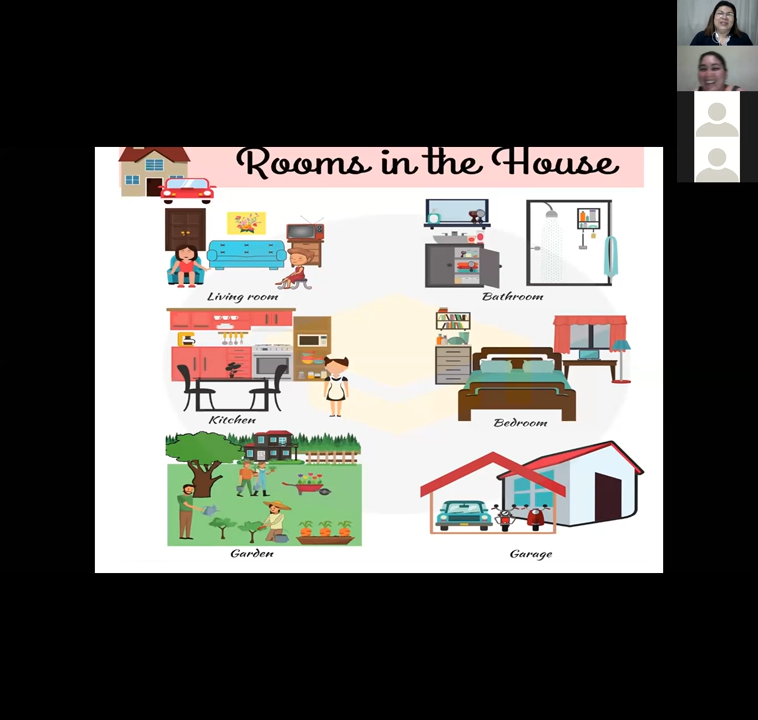 Rooms in the House
Living room
Bathroom
Kitchen
Bedroom
Garden
Garage